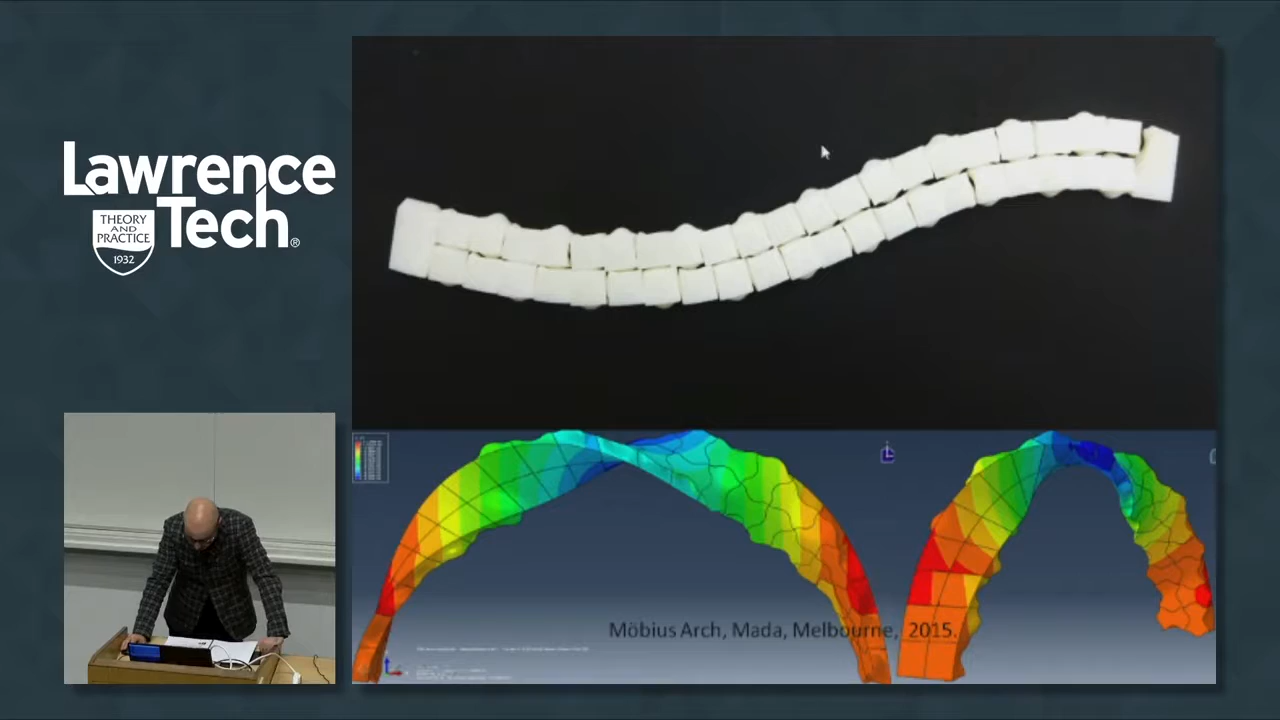 Lawrence
Tech®
THEORY
AND
PRACTICE
1932
Möbius Arch, Mada, Melbourne, 2015.